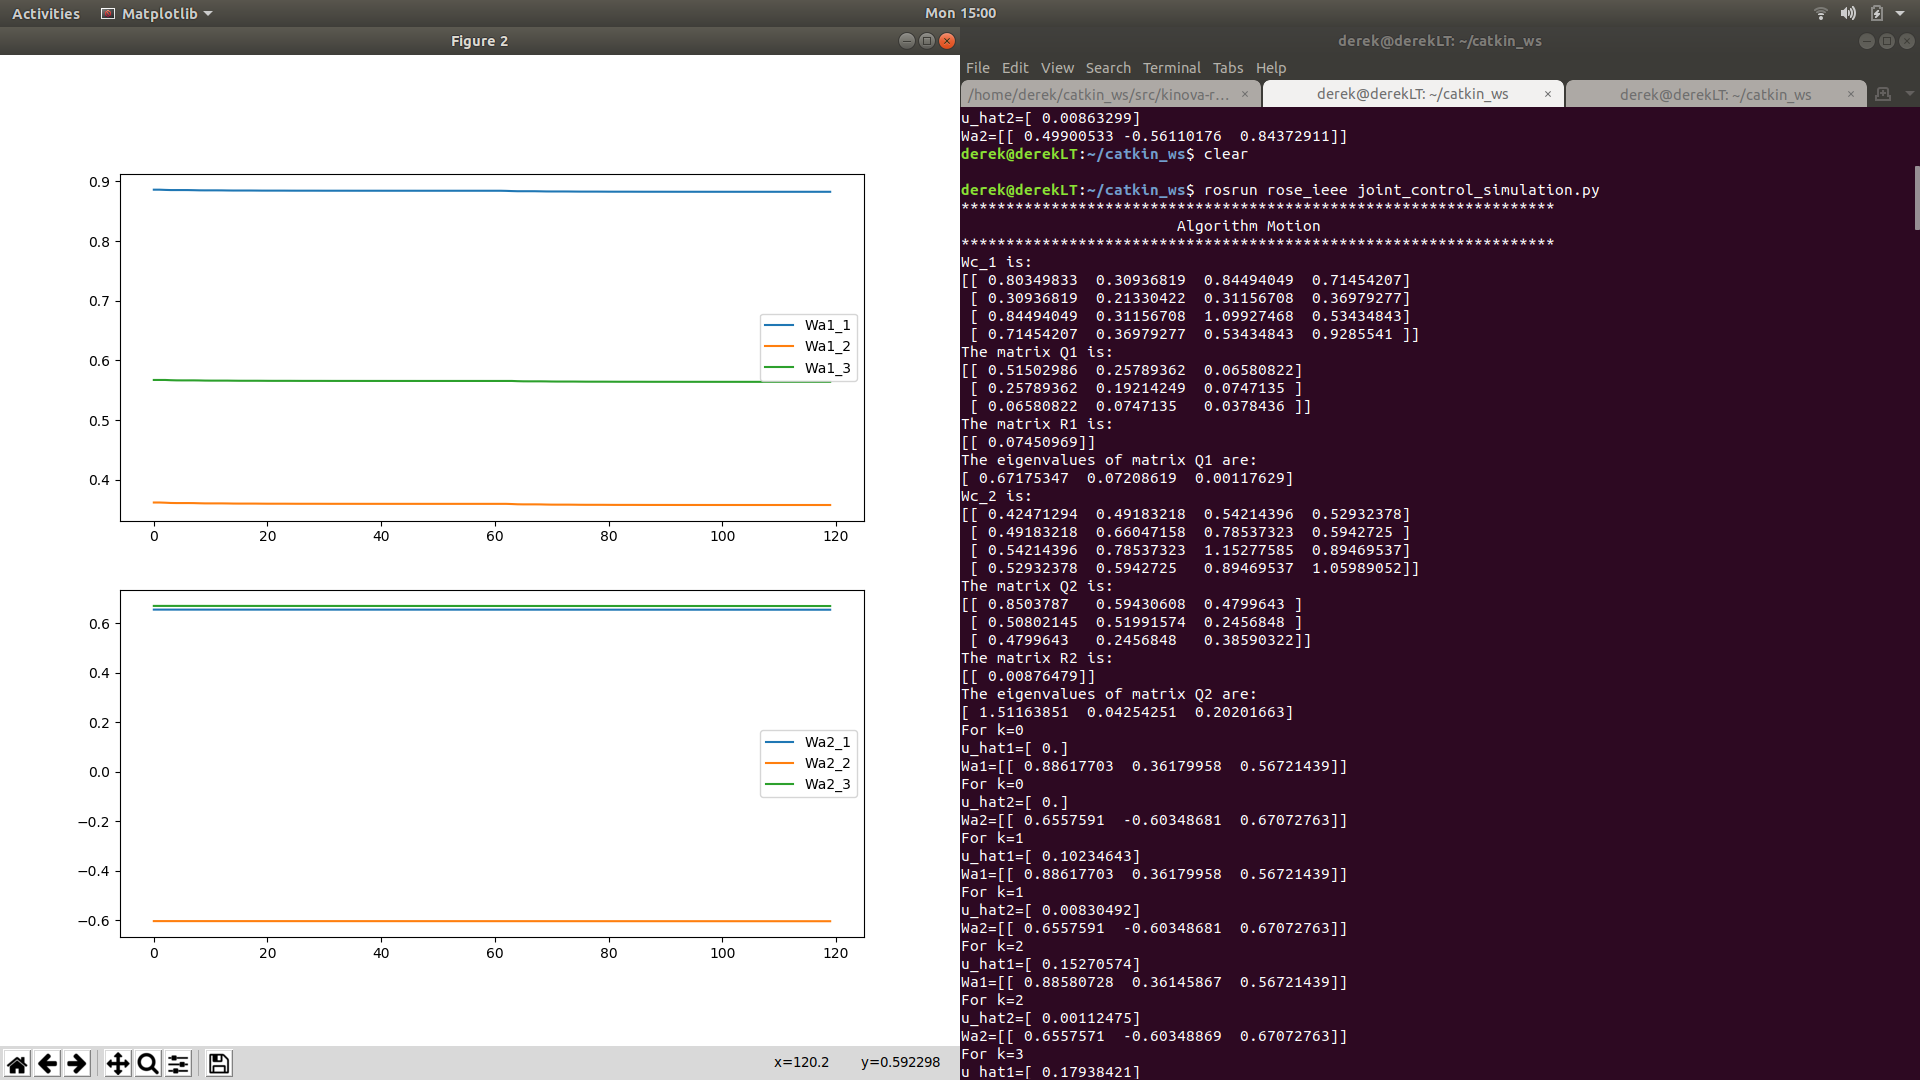 Activities Matplotlib Mon 15:00
Figure 2
0.9
0.8
0.7
0.6
0.5
0.4
Wa1_1
Wa1_2
Wa1_3
0 20 40 60 80 100 120
0.6
0.4
0.2
0.0
−0.2
−0.4
−0.6
Wa2_1
Wa2_2
Wa2_3
0 20 40 60 80 100 120
x=120.2 y=0.592298
derek@derekLT: ~/catkin_ws
File Edit View Search Terminal Tabs Help
/home/derek/catkin_ws/src/kinova-r... × derek@derekLT: ~/catkin_ws × derek@derekLT: ~/catkin_ws ×
u_hat2=[ 0.00863299]
Wa2=[[ 0.49900533 -0.56110176  0.84372911]]
derek@derekLT:~/catkin_ws$ clear
derek@derekLT:~/catkin_ws$ rosrun rose_ieee joint_control_simulation.py
******************************************************************
Algorithm Motion
******************************************************************
Wc_1 is:
[[ 0.80349833  0.30936819  0.84494049  0.71454207]
[ 0.30936819  0.21330422  0.31156708  0.36979277]
[ 0.84494049  0.31156708  1.09927468  0.53434843]
[ 0.71454207  0.36979277  0.53434843  0.9285541 ]]
The matrix Q1 is:
[[ 0.51502986  0.25789362  0.06580822]
[ 0.25789362  0.19214249  0.0747135 ]
[ 0.06580822  0.0747135   0.0378436 ]]
The matrix R1 is:
[[ 0.07450969]]
The eigenvalues of matrix Q1 are:
[ 0.67175347  0.07208619  0.00117629]
Wc_2 is:
[[ 0.42471294  0.49183218  0.54214396  0.52932378]
[ 0.49183218  0.66047158  0.78537323  0.5942725 ]
[ 0.54214396  0.78537323  1.15277585  0.89469537]
[ 0.52932378  0.5942725   0.89469537  1.05989052]]
The matrix Q2 is:
[[ 0.8503787   0.59430608  0.4799643 ]
[ 0.50802145  0.51991574  0.2456848 ]
[ 0.4799643   0.2456848   0.38590322]]
The matrix R2 is:
[[ 0.00876479]]
The eigenvalues of matrix Q2 are:
[ 1.51163851  0.04254251  0.20201663]
For k=0
u_hat1=[ 0.]
Wa1=[[ 0.88617703  0.36179958  0.56721439]]
For k=0
u_hat2=[ 0.]
Wa2=[[ 0.6557591  -0.60348681  0.67072763]]
For k=1
u_hat1=[ 0.10234643]
Wa1=[[ 0.88617703  0.36179958  0.56721439]]
For k=1
u_hat2=[ 0.00830492]
Wa2=[[ 0.6557591  -0.60348681  0.67072763]]
For k=2
u_hat1=[ 0.15270574]
Wa1=[[ 0.88580728  0.36145867  0.56721439]]
For k=2
u_hat2=[ 0.00112475]
Wa2=[[ 0.6557571  -0.60348869  0.67072763]]
For k=3
u_hat1=[ 0.17938421]